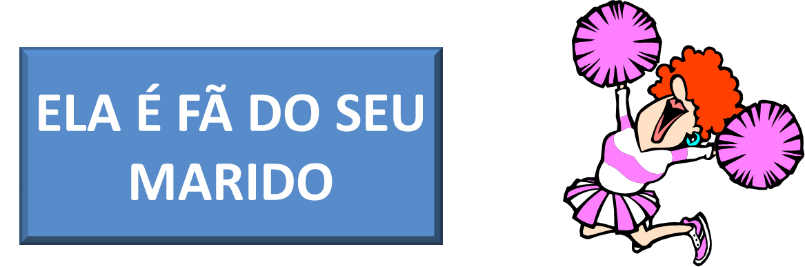 ELA É FÃ DO SEU
MARIDO